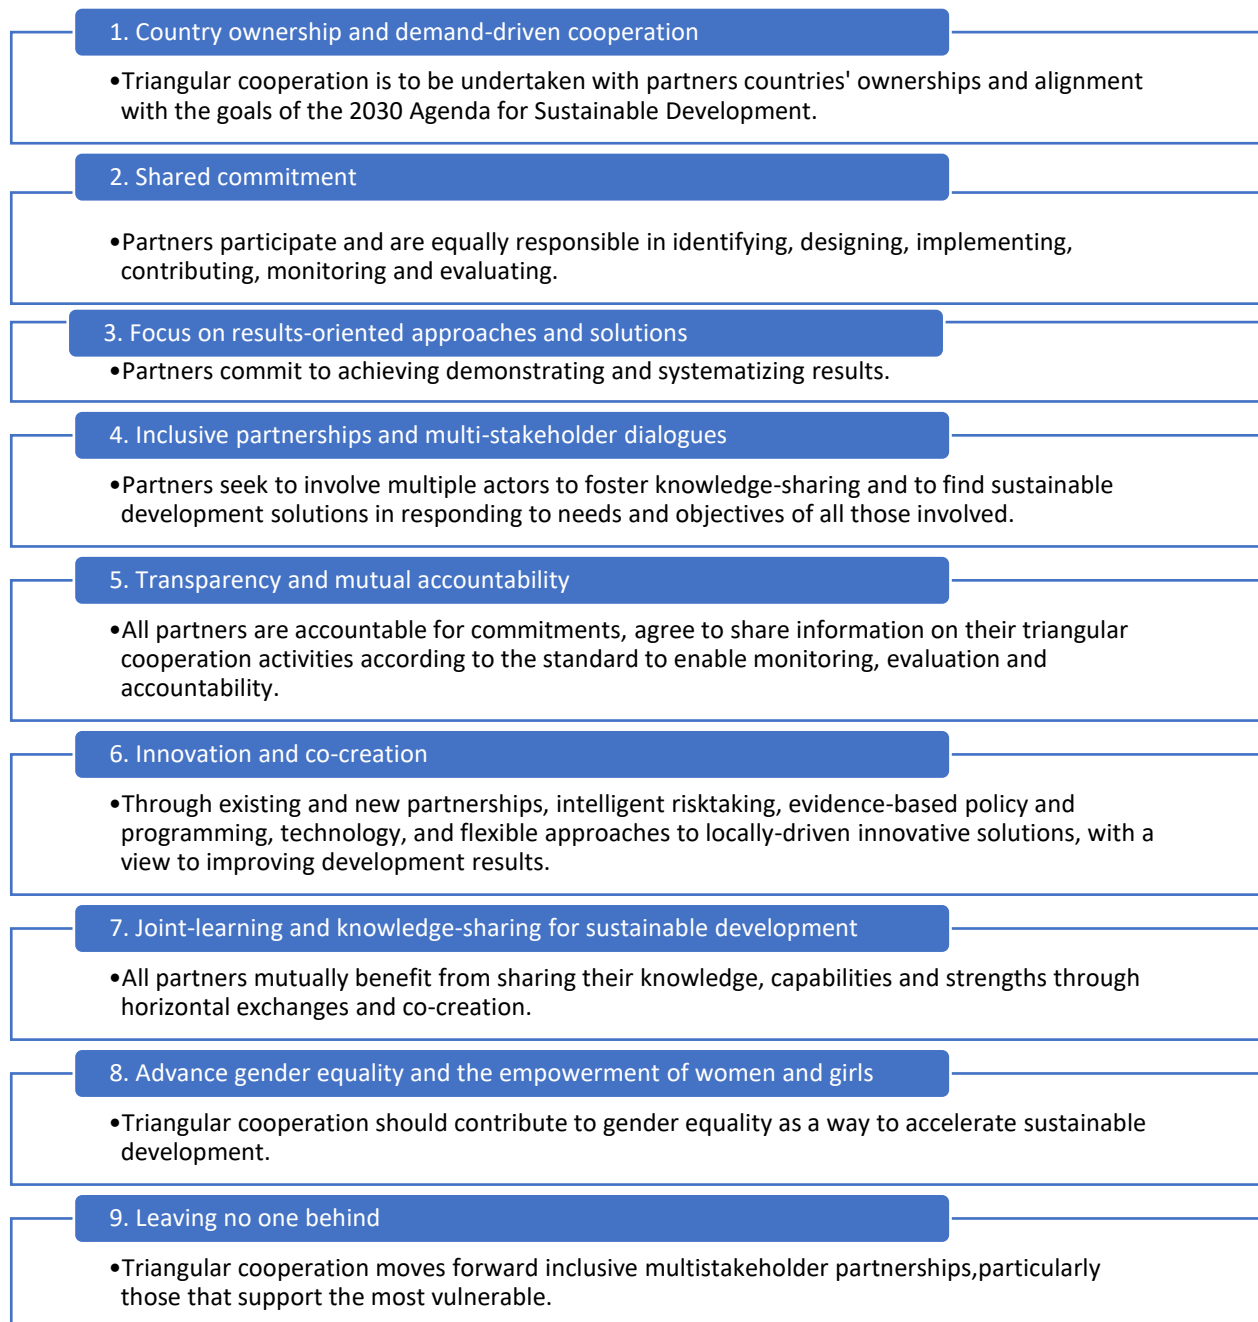 1. Country ownership and demand-driven cooperation
•Triangular cooperation is to be undertaken with partners countries' ownerships and alignment
with the goals of the 2030 Agenda for Sustainable Development.
2. Shared commitment
•Partners participate and are equally responsible in identifying, designing, implementing,
contributing, monitoring and evaluating.
3. Focus on results-oriented approaches and solutions
•Partners commit to achieving demonstrating and systematizing results.
4. Inclusive partnerships and multi-stakeholder dialogues
•Partners seek to involve multiple actors to foster knowledge-sharing and to find sustainable
development solutions in responding to needs and objectives of all those involved.
5. Transparency and mutual accountability
•All partners are accountable for commitments, agree to share information on their triangular
cooperation activities according to the standard to enable monitoring, evaluation and
accountability.
6. Innovation and co-creation
•Through existing and new partnerships, intelligent risktaking, evidence-based policy and
programming, technology, and flexible approaches to locally-driven innovative solutions, with a
view to improving development results.
7. Joint-learning and knowledge-sharing for sustainable development
•All partners mutually benefit from sharing their knowledge, capabilities and strengths through
horizontal exchanges and co-creation.
8. Advance gender equality and the empowerment of women and girls
•Triangular cooperation should contribute to gender equality as a way to accelerate sustainable
development.
9. Leaving no one behind
•Triangular cooperation moves forward inclusive multistakeholder partnerships,particularly
those that support the most vulnerable.